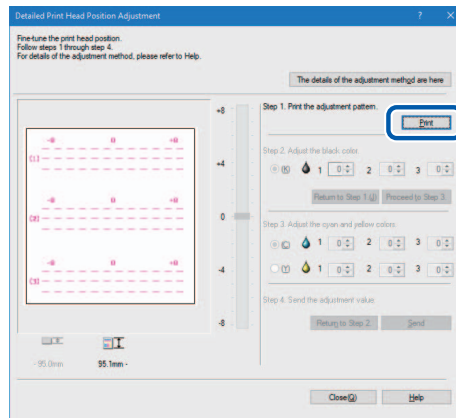 Detailed Print Head Position Adjustment
Fine-tune the print head position.
Follow steps 1 through step 4.
For details of the adjustment method, please refer to Help.
The details of the adjustment method are here
Step 1. Print the adjustment pattern.
Print
+8
-8 0 +8
(1)
Step 2. Adjust the black color.
+4
(K) 1 0 2 0 3 0
Return to Step 1.(J) Proceed to Step 3.
-8 0 +8
(2)
0
Step 3. Adjust the cyan and yellow colors.
(C) 1 0 2 0 3 0
-8 0 +8
(3)
-4
(Y) 1 0 2 0 3 0
Step 4. Send the adjustment value.
-8
Return to Step 2. Send
- 95.0mm 95.1mm -
Close(Q) Help